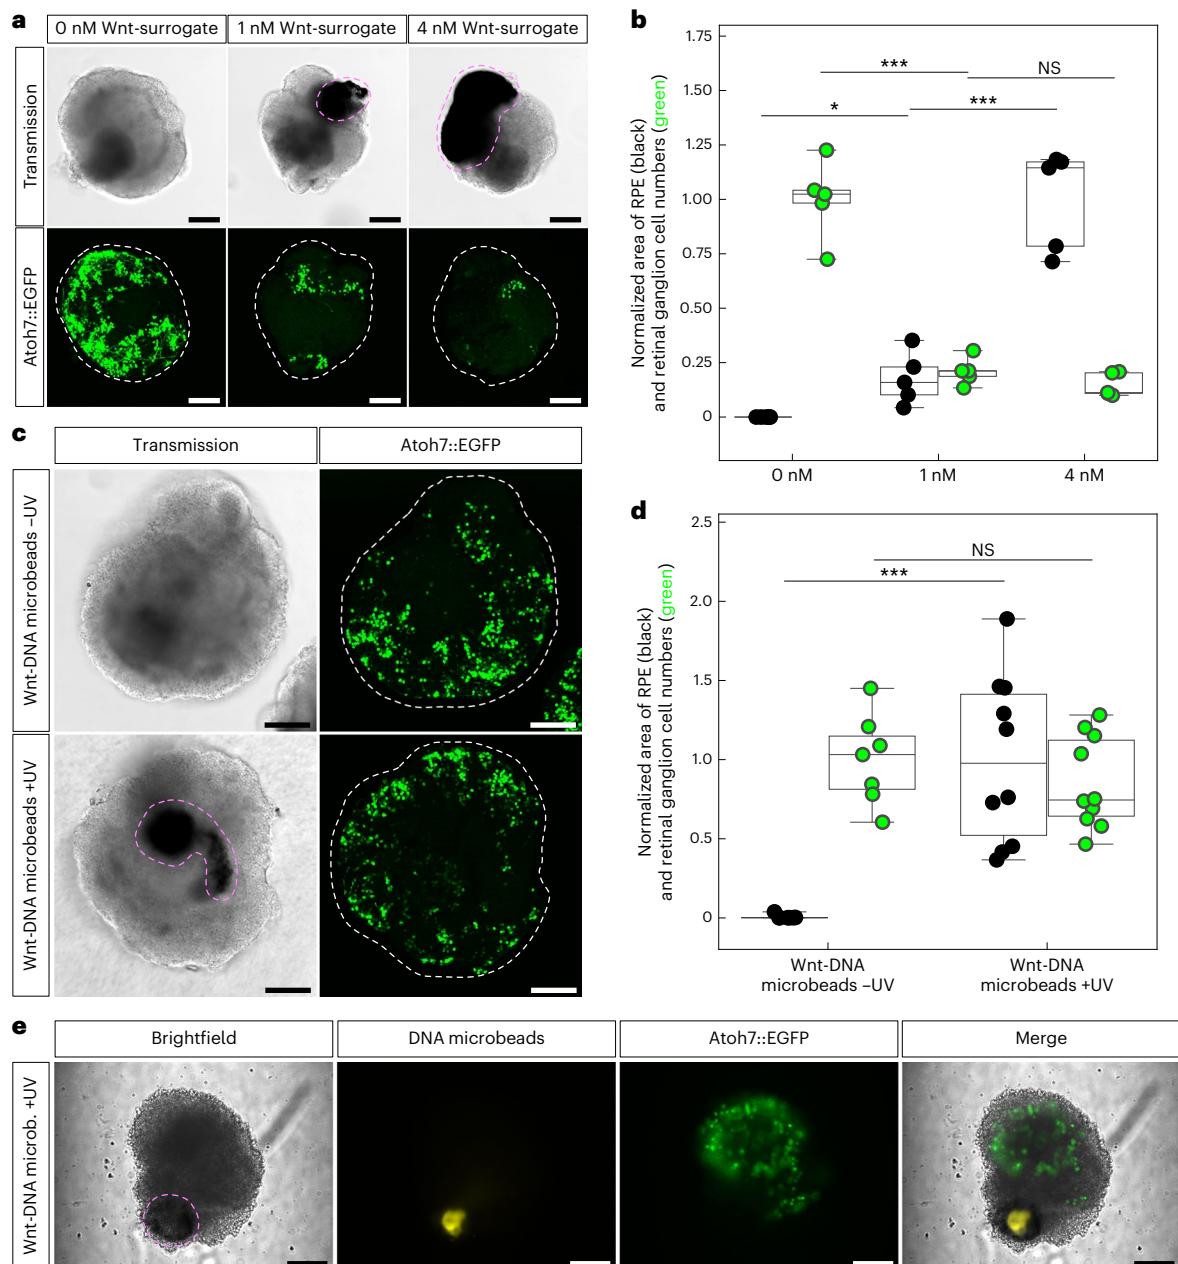 a
0 nM Wnt-surrogate
1 nM Wnt-surrogate
4 nM Wnt-surrogate
Transmission
Atoh7::EGFP
b
Normalized area of RPE (black)
and retinal ganglion cell numbers (green)
1.75
1.50
1.25
1.00
0.75
0.50
0.25
0
***
NS
*
***
0 nM
1 nM
4 nM
c
Transmission
Atoh7::EGFP
Wnt-DNA microbeads –UV
Wnt-DNA microbeads +UV
d
Normalized area of RPE (black)
and retinal ganglion cell numbers (green)
2.5
2.0
1.5
1.0
0.5
0
NS
***
Wnt-DNA
microbeads –UV
Wnt-DNA
microbeads +UV
e
Brightfield
DNA microbeads
Atoh7::EGFP
Merge
Wnt-DNA microb. +UV